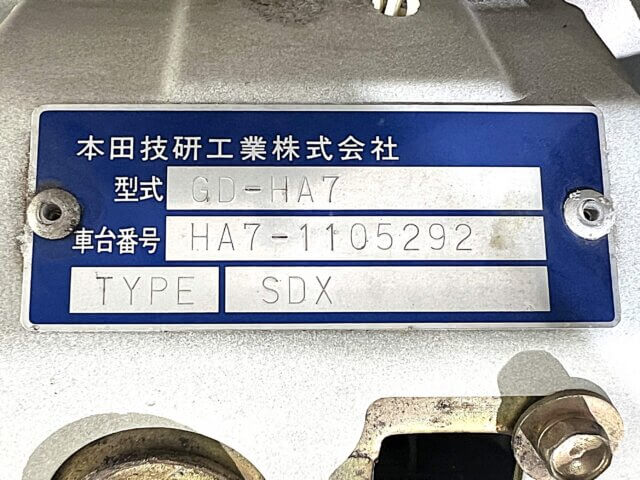 本田技研工業株式会社
型式 GD-HA7
車台番号 HA7-1105292
TYPE SDX